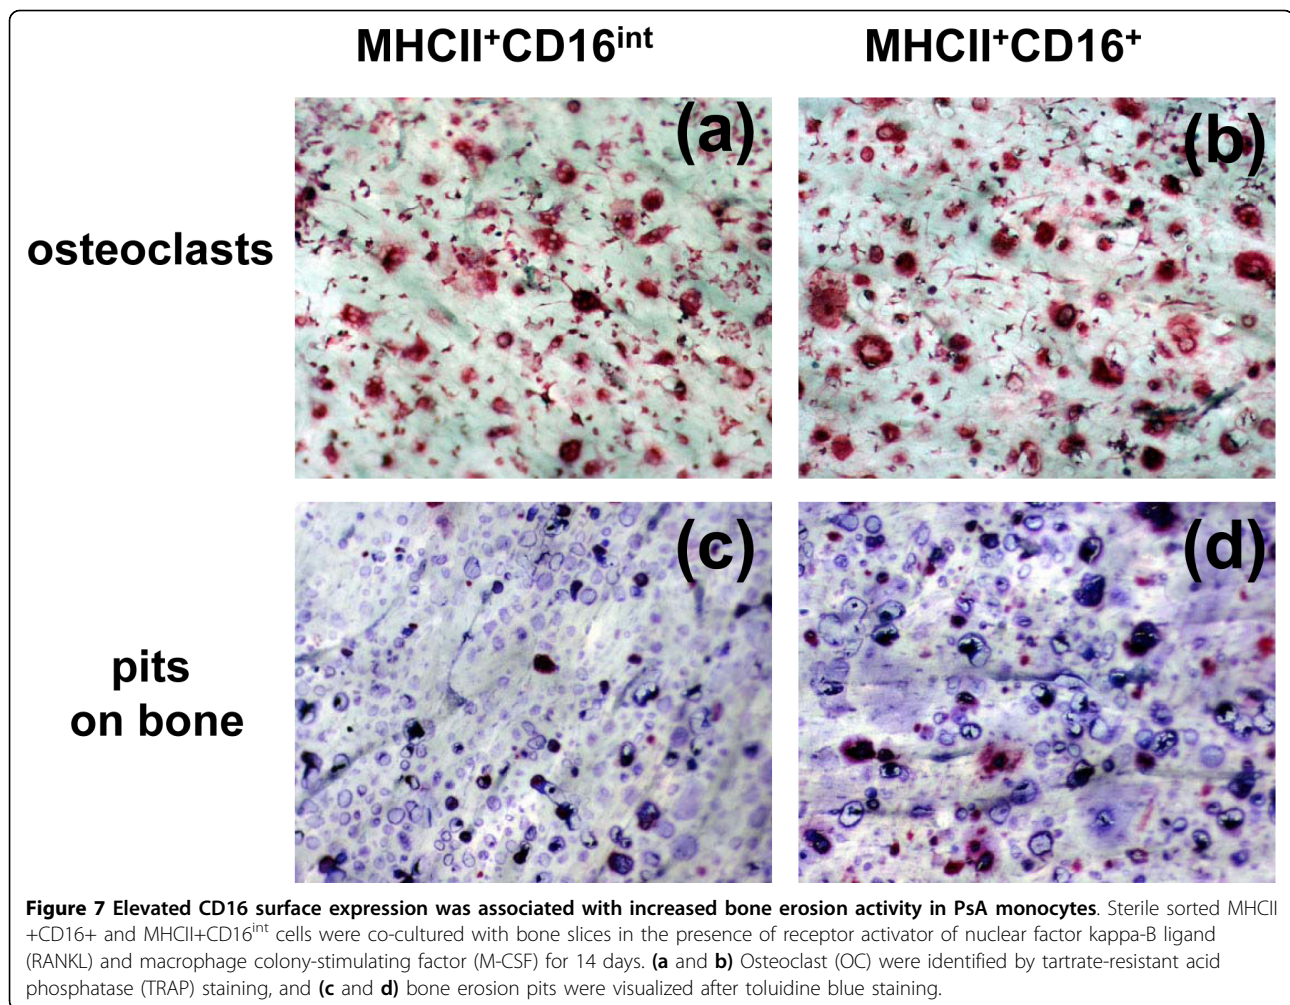 MHCII⁺CD16ⁱⁿᵗ MHCII⁺CD16⁺
(a)
(b)
osteoclasts
(c)
(d)
pits
on bone
Figure 7 Elevated CD16 surface expression was associated with increased bone erosion activity in PsA monocytes. Sterile sorted MHCII
+CD16+ and MHCII+CD16ⁱⁿᵗ cells were co-cultured with bone slices in the presence of receptor activator of nuclear factor kappa-B ligand
(RANKL) and macrophage colony-stimulating factor (M-CSF) for 14 days. (a and b) Osteoclast (OC) were identified by tartrate-resistant acid
phosphatase (TRAP) staining, and (c and d) bone erosion pits were visualized after toluidine blue staining.